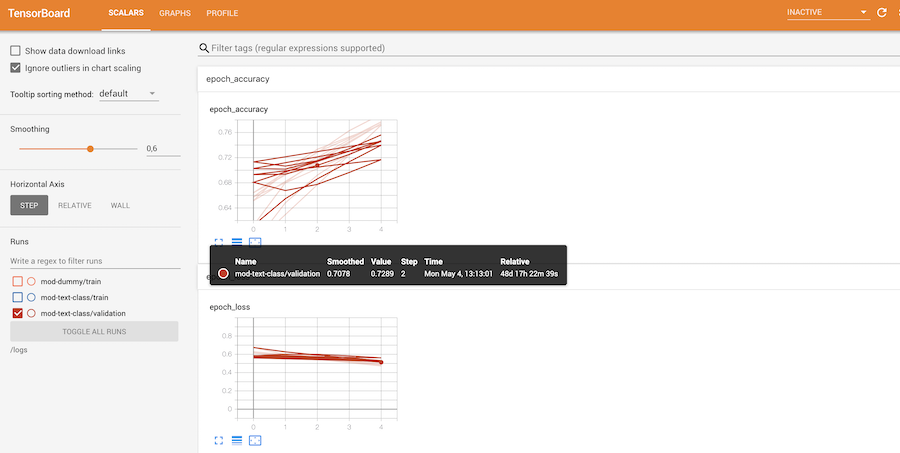 TensorBoard SCALARS GRAPHS PROFILE INACTIVE
Show data download links
Ignore outliers in chart scaling
Tooltip sorting method: default
Smoothing
0,6
Horizontal Axis
STEP RELATIVE WALL
Runs
Write a regex to filter runs
mod-dummy/train
mod-text-class/train
mod-text-class/validation
TOGGLE ALL RUNS
/logs
Filter tags (regular expressions supported)
epoch_accuracy
epoch_accuracy
0.76
0.72
0.68
0.64
0 1 2 3 4
Name Smoothed Value Step Time Relative
mod-text-class/validation 0.7078 0.7289 2 Mon May 4, 13:13:01 48d 17h 22m 39s
epoch_loss
0.8
0.6
0.4
0.2
0
0 1 2 3 4